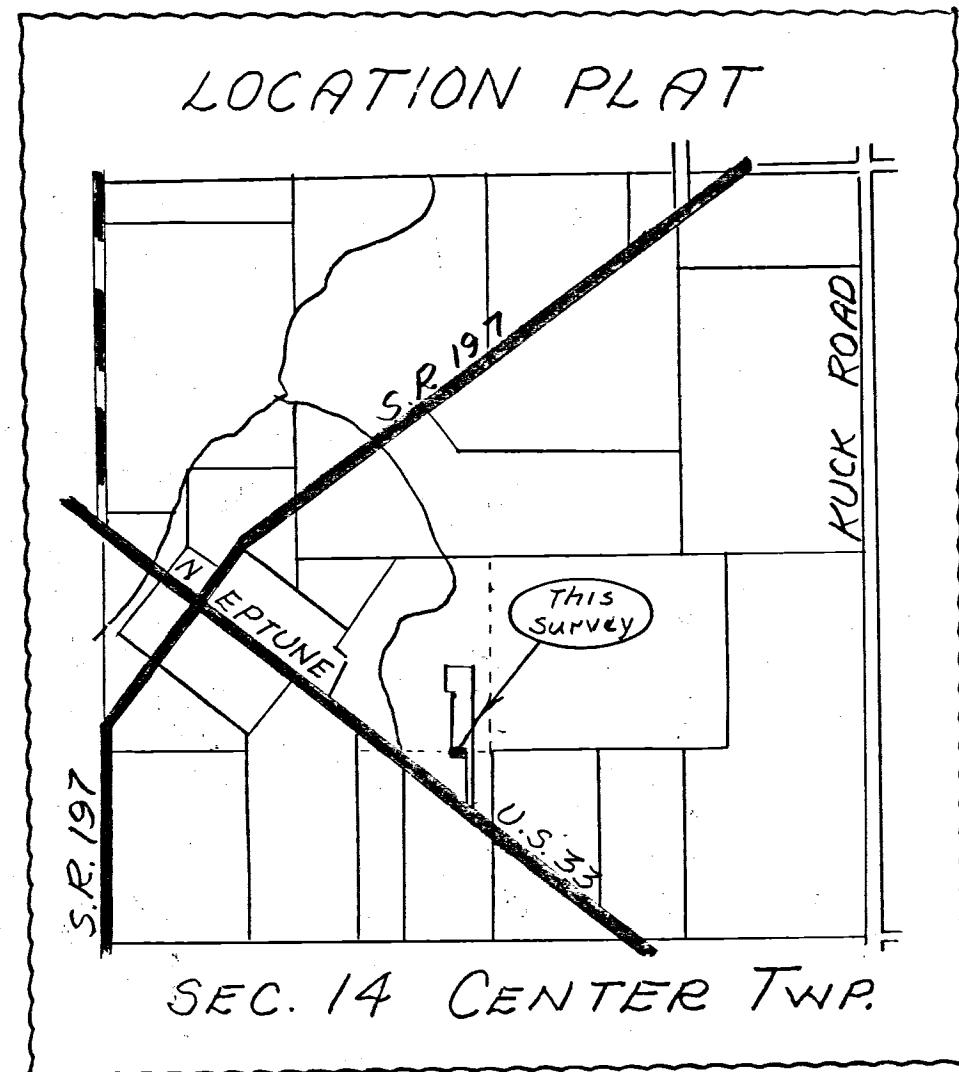 LOCATION PLAT
S.R. 197
KUCK ROAD
NEPTUNE
This
survey
S.R. 197
U.S. 33
SEC. 14 CENTER TWP.